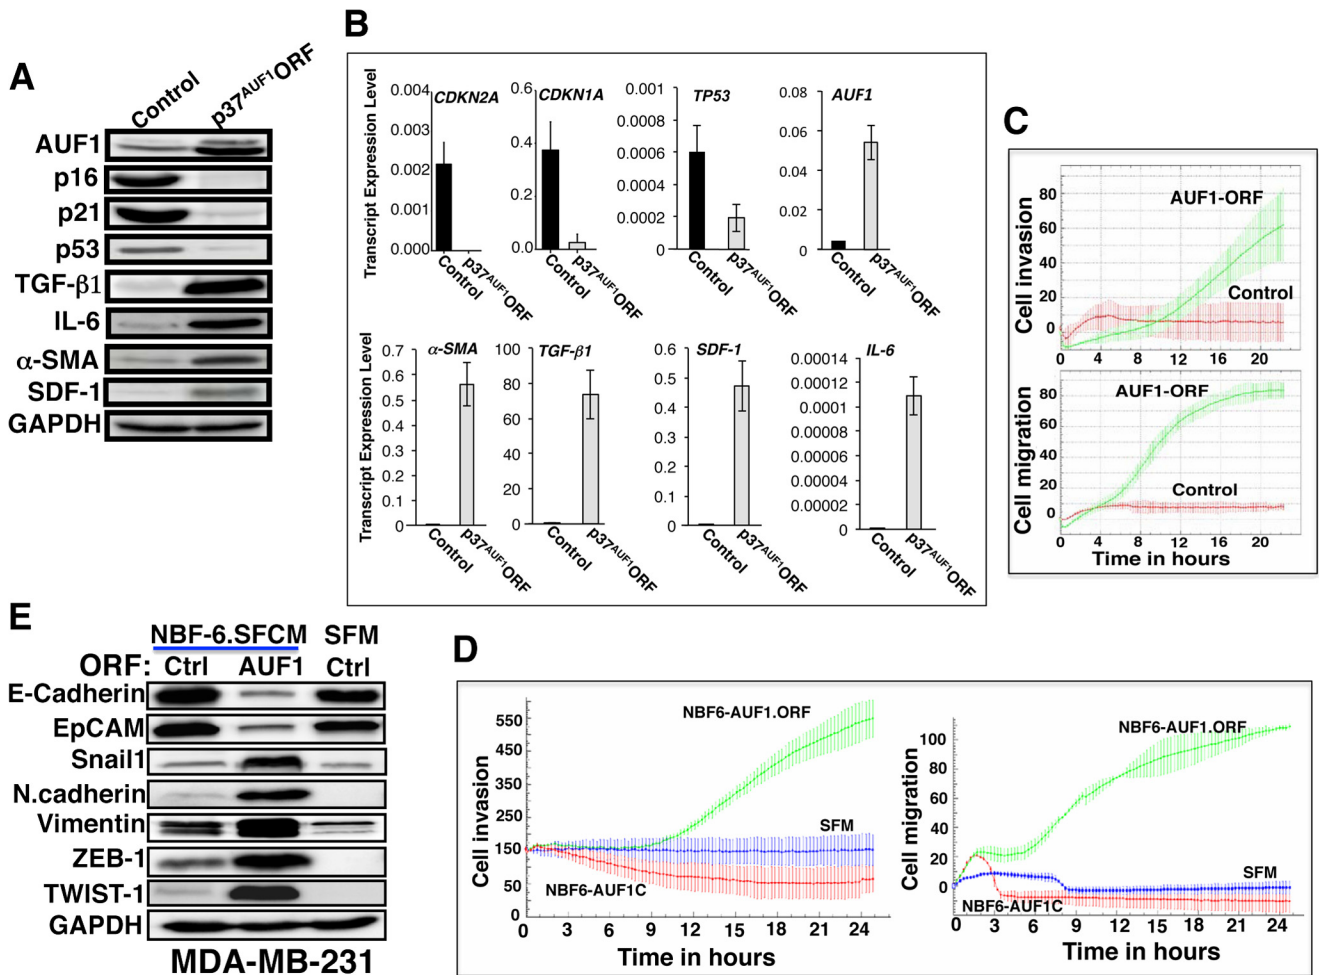 A
Control
p37AUF1ORF
AUF1
p16
p21
p53
TGF-β1
IL-6
α-SMA
SDF-1
GAPDH
B
Transcript Expression Level
CDKN2A
0.004
0.003
0.002
0.001
0.000
Control
p37AUF1ORF
CDKN1A
0.6
0.4
0.2
0.0
Control
p37AUF1ORF
TP53
0.001
0.0008
0.0006
0.0004
0.0002
0
Control
p37AUF1ORF
AUF1
0.08
0.06
0.04
0.02
0
Control
p37AUF1ORF
Transcript Expression Level
α-SMA
0.7
0.6
0.5
0.4
0.3
0.2
0.1
0
Control
p37AUF1ORF
TGF-β1
100
80
60
40
20
0
Control
p37AUF1ORF
SDF-1
0.6
0.5
0.4
0.3
0.2
0.1
0
Control
p37AUF1ORF
IL-6
0.00014
0.00012
0.0001
0.00008
0.00006
0.00004
0.00002
0
Control
p37AUF1ORF
C
Cell invasion
80
60
40
20
0
AUF1-ORF
Control
0 4 8 12 16 20
Cell migration
80
60
40
20
0
AUF1-ORF
Control
0 4 8 12 16 20
Time in hours
E
NBF-6.SFCM SFM
ORF: Ctrl AUF1 Ctrl
E-Cadherin
EpCAM
Snail1
N.cadherin
Vimentin
ZEB-1
TWIST-1
GAPDH
MDA-MB-231
D
Cell invasion
550
450
350
250
150
50
0
NBF6-AUF1.ORF
SFM
NBF6-AUF1C
0 3 6 9 12 15 18 21 24
Time in hours
Cell migration
100
80
60
40
20
0
NBF6-AUF1.ORF
SFM
NBF6-AUF1C
0 3 6 9 12 15 18 21 24
Time in hours